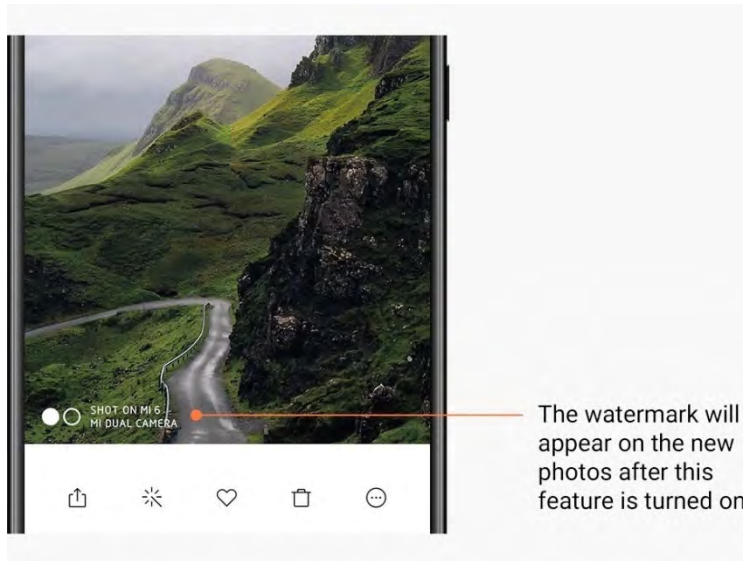 SHOT ON MI 6
MI DUAL CAMERA
The watermark will
appear on the new
photos after this
feature is turned on